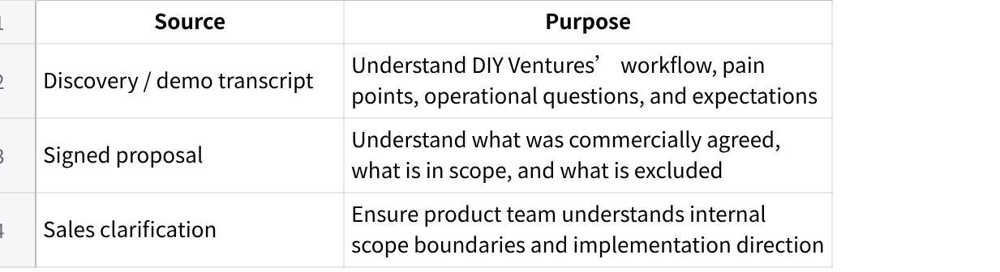 Source
Purpose
2
Discovery / demo transcript
Understand DIY Ventures’ workflow, pain
points, operational questions, and expectations
3
Signed proposal
Understand what was commercially agreed,
what is in scope, and what is excluded
4
Sales clarification
Ensure product team understands internal
scope boundaries and implementation direction